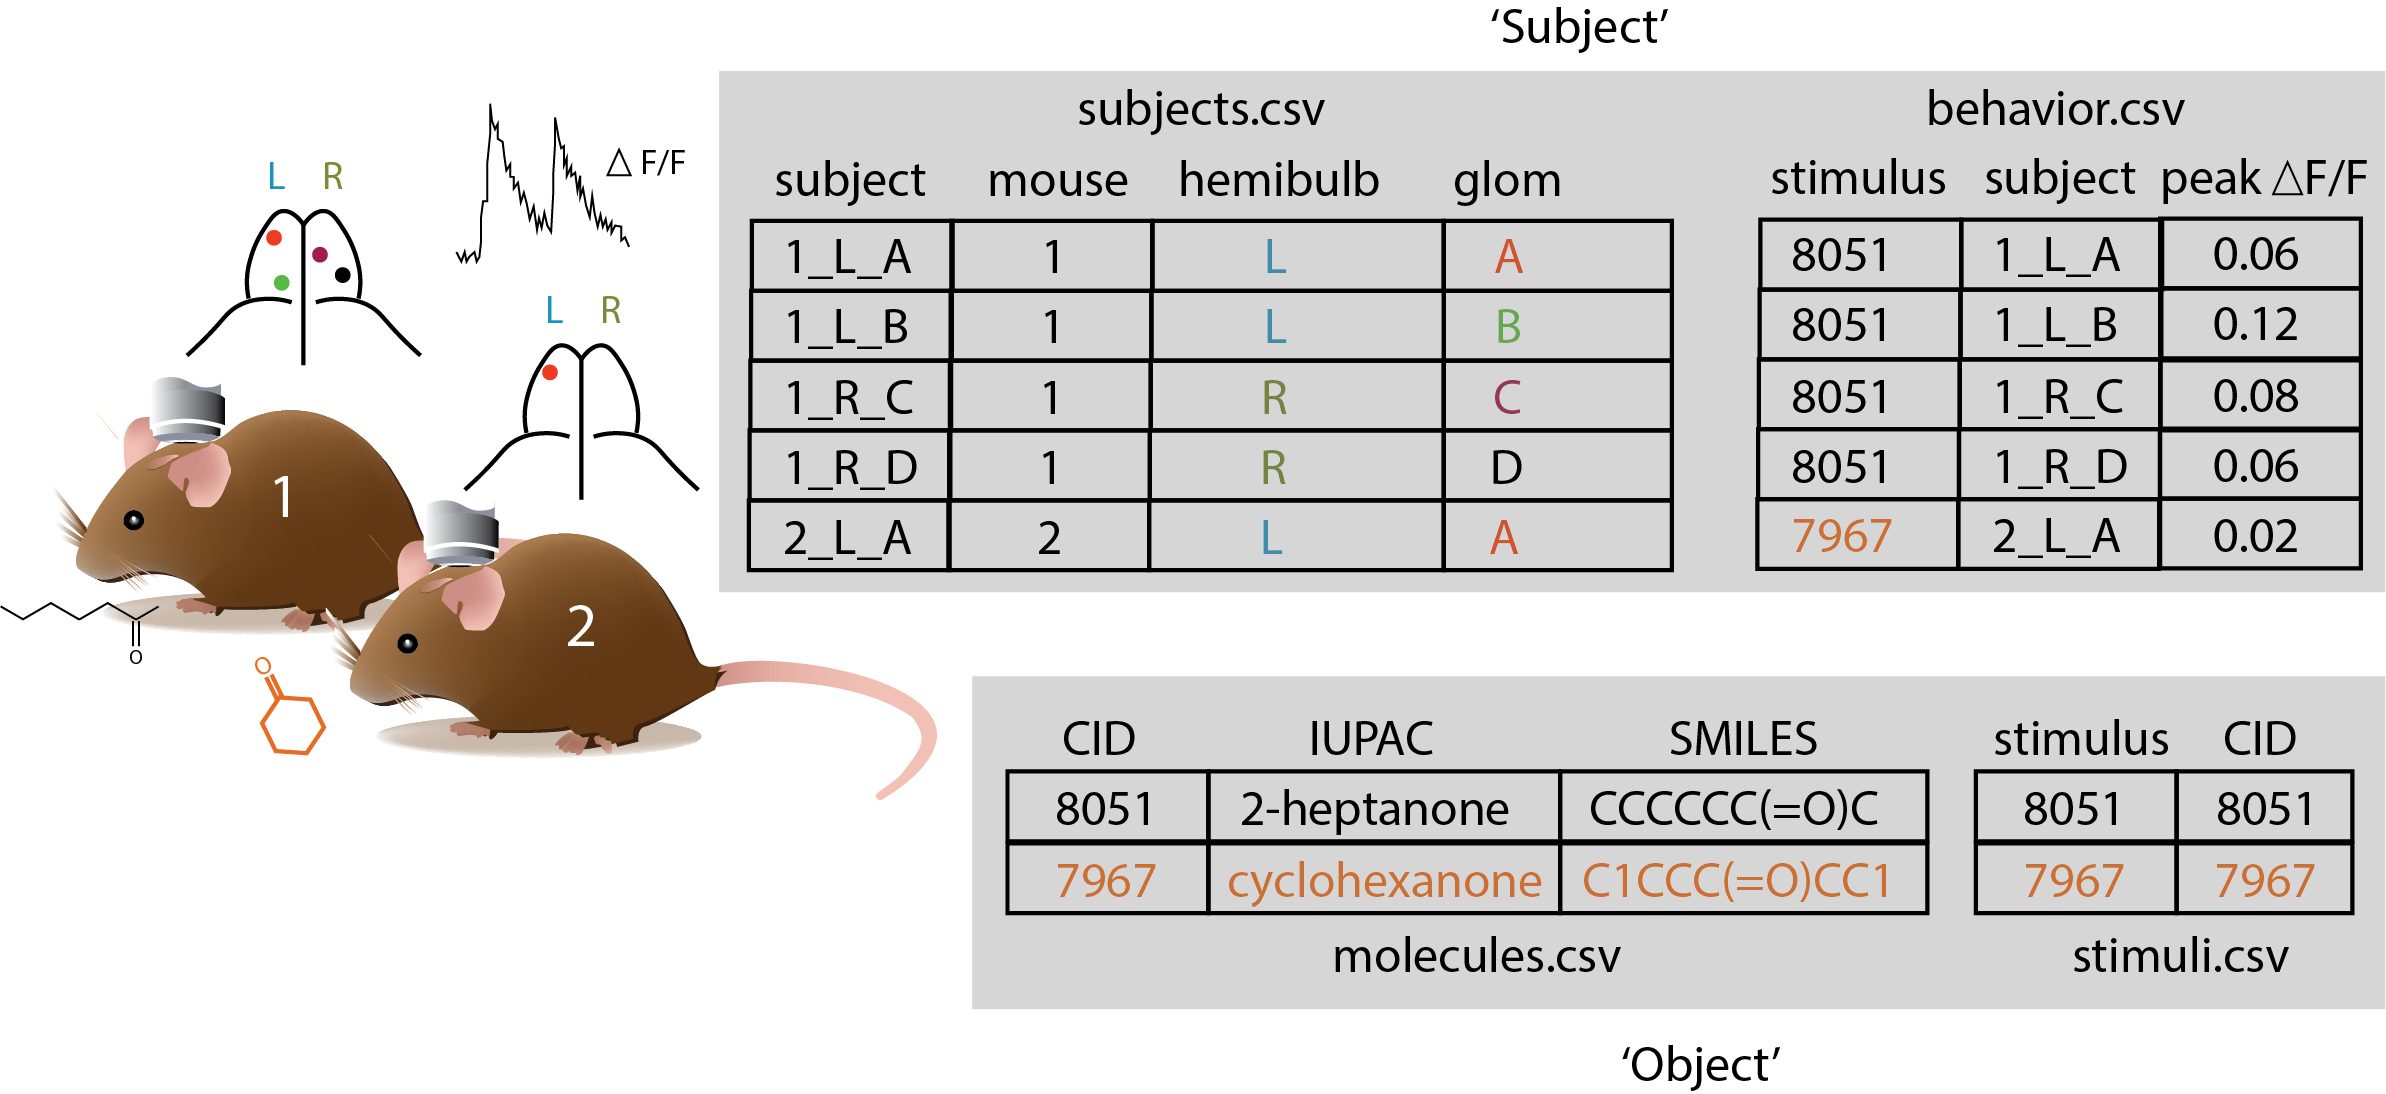 ‘Subject’
subjects.csv
subject mouse hemibulb glom
1_L_A 1 L A
1_L_B 1 L B
1_R_C 1 R C
1_R_D 1 R D
2_L_A 2 L A
behavior.csv
stimulus subject peak △F/F
8051 1_L_A 0.06
8051 1_L_B 0.12
8051 1_R_C 0.08
8051 1_R_D 0.06
7967 2_L_A 0.02
L R
△ F/F
L R
1
2
O
O
CID IUPAC SMILES
8051 2-heptanone CCCCCC(=O)C
7967 cyclohexanone C1CCC(=O)CC1
molecules.csv
stimulus CID
8051 8051
7967 7967
stimuli.csv
‘Object’